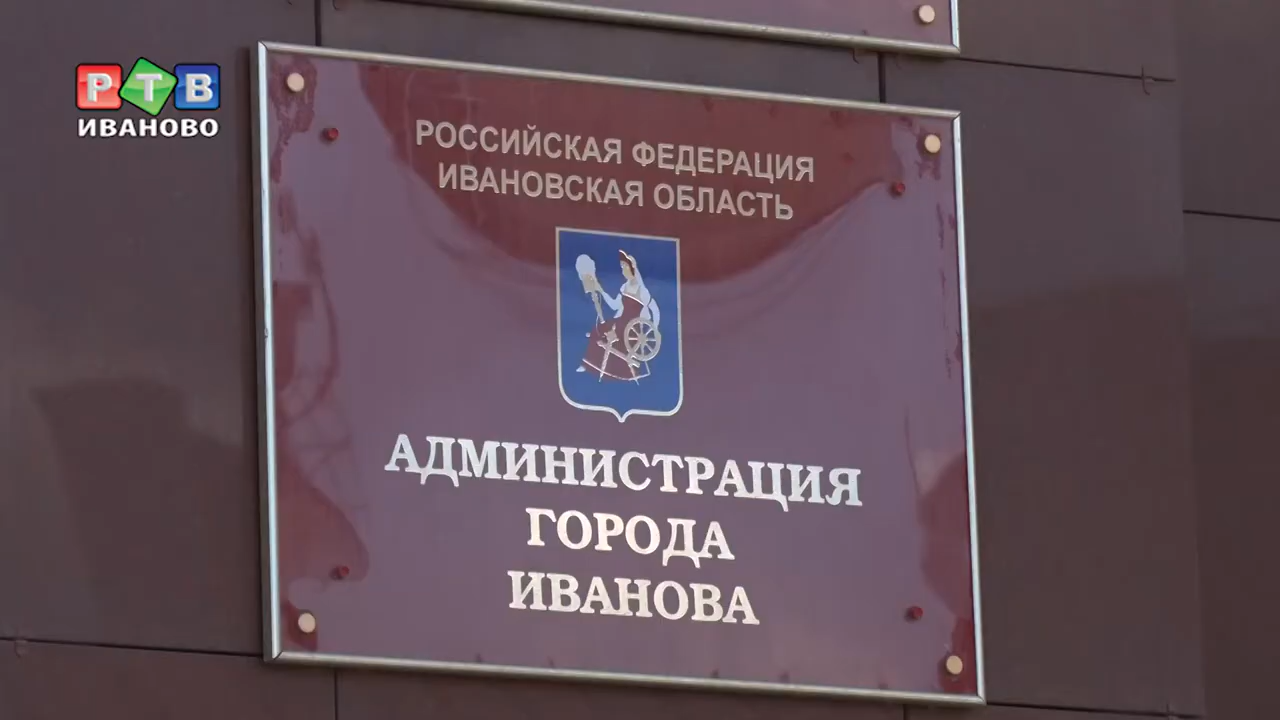 РТВ
ИВАНОВО
РОССИЙСКАЯ ФЕДЕРАЦИЯ
ИВАНОВСКАЯ ОБЛАСТЬ
АДМИНИСТРАЦИЯ
ГОРОДА
ИВАНОВА